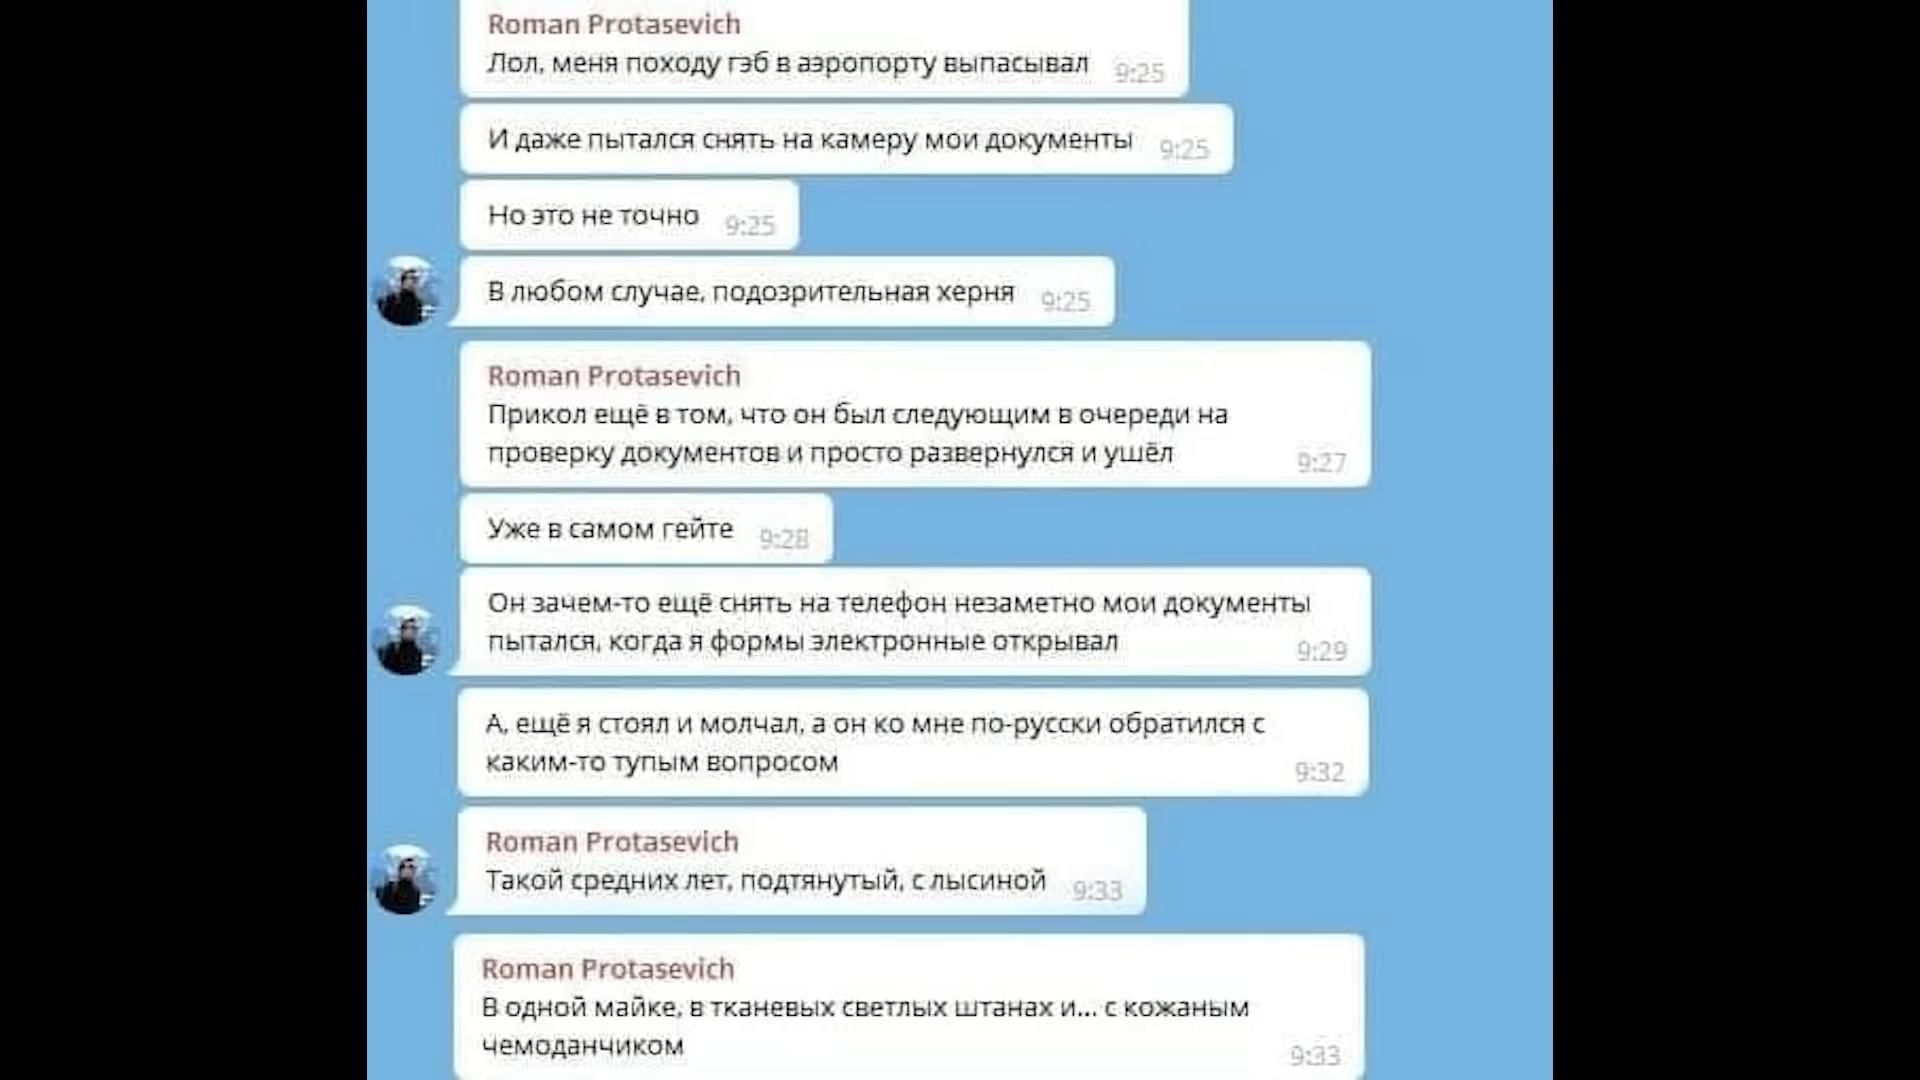 Roman Protasevich
Лол, меня походу гэб в аэропорту выпасывал 9:25
И даже пытался снять на камеру мои документы 9:25
Но это не точно 9:25
В любом случае, подозрительная херня 9:25
Roman Protasevich
Прикол ещё в том, что он был следующим в очереди на
проверку документов и просто развернулся и ушёл 9:27
Уже в самом гейте 9:28
Он зачем-то ещё снять на телефон незаметно мои документы
пытался, когда я формы электронные открывал 9:29
А, ещё я стоял и молчал, а он ко мне по-русски обратился с
каким-то тупым вопросом 9:32
Roman Protasevich
Такой средних лет, подтянутый, с лысиной 9:33
Roman Protasevich
В одной майке, в тканевых светлых штанах и... с кожаным
чемоданчиком 9:33